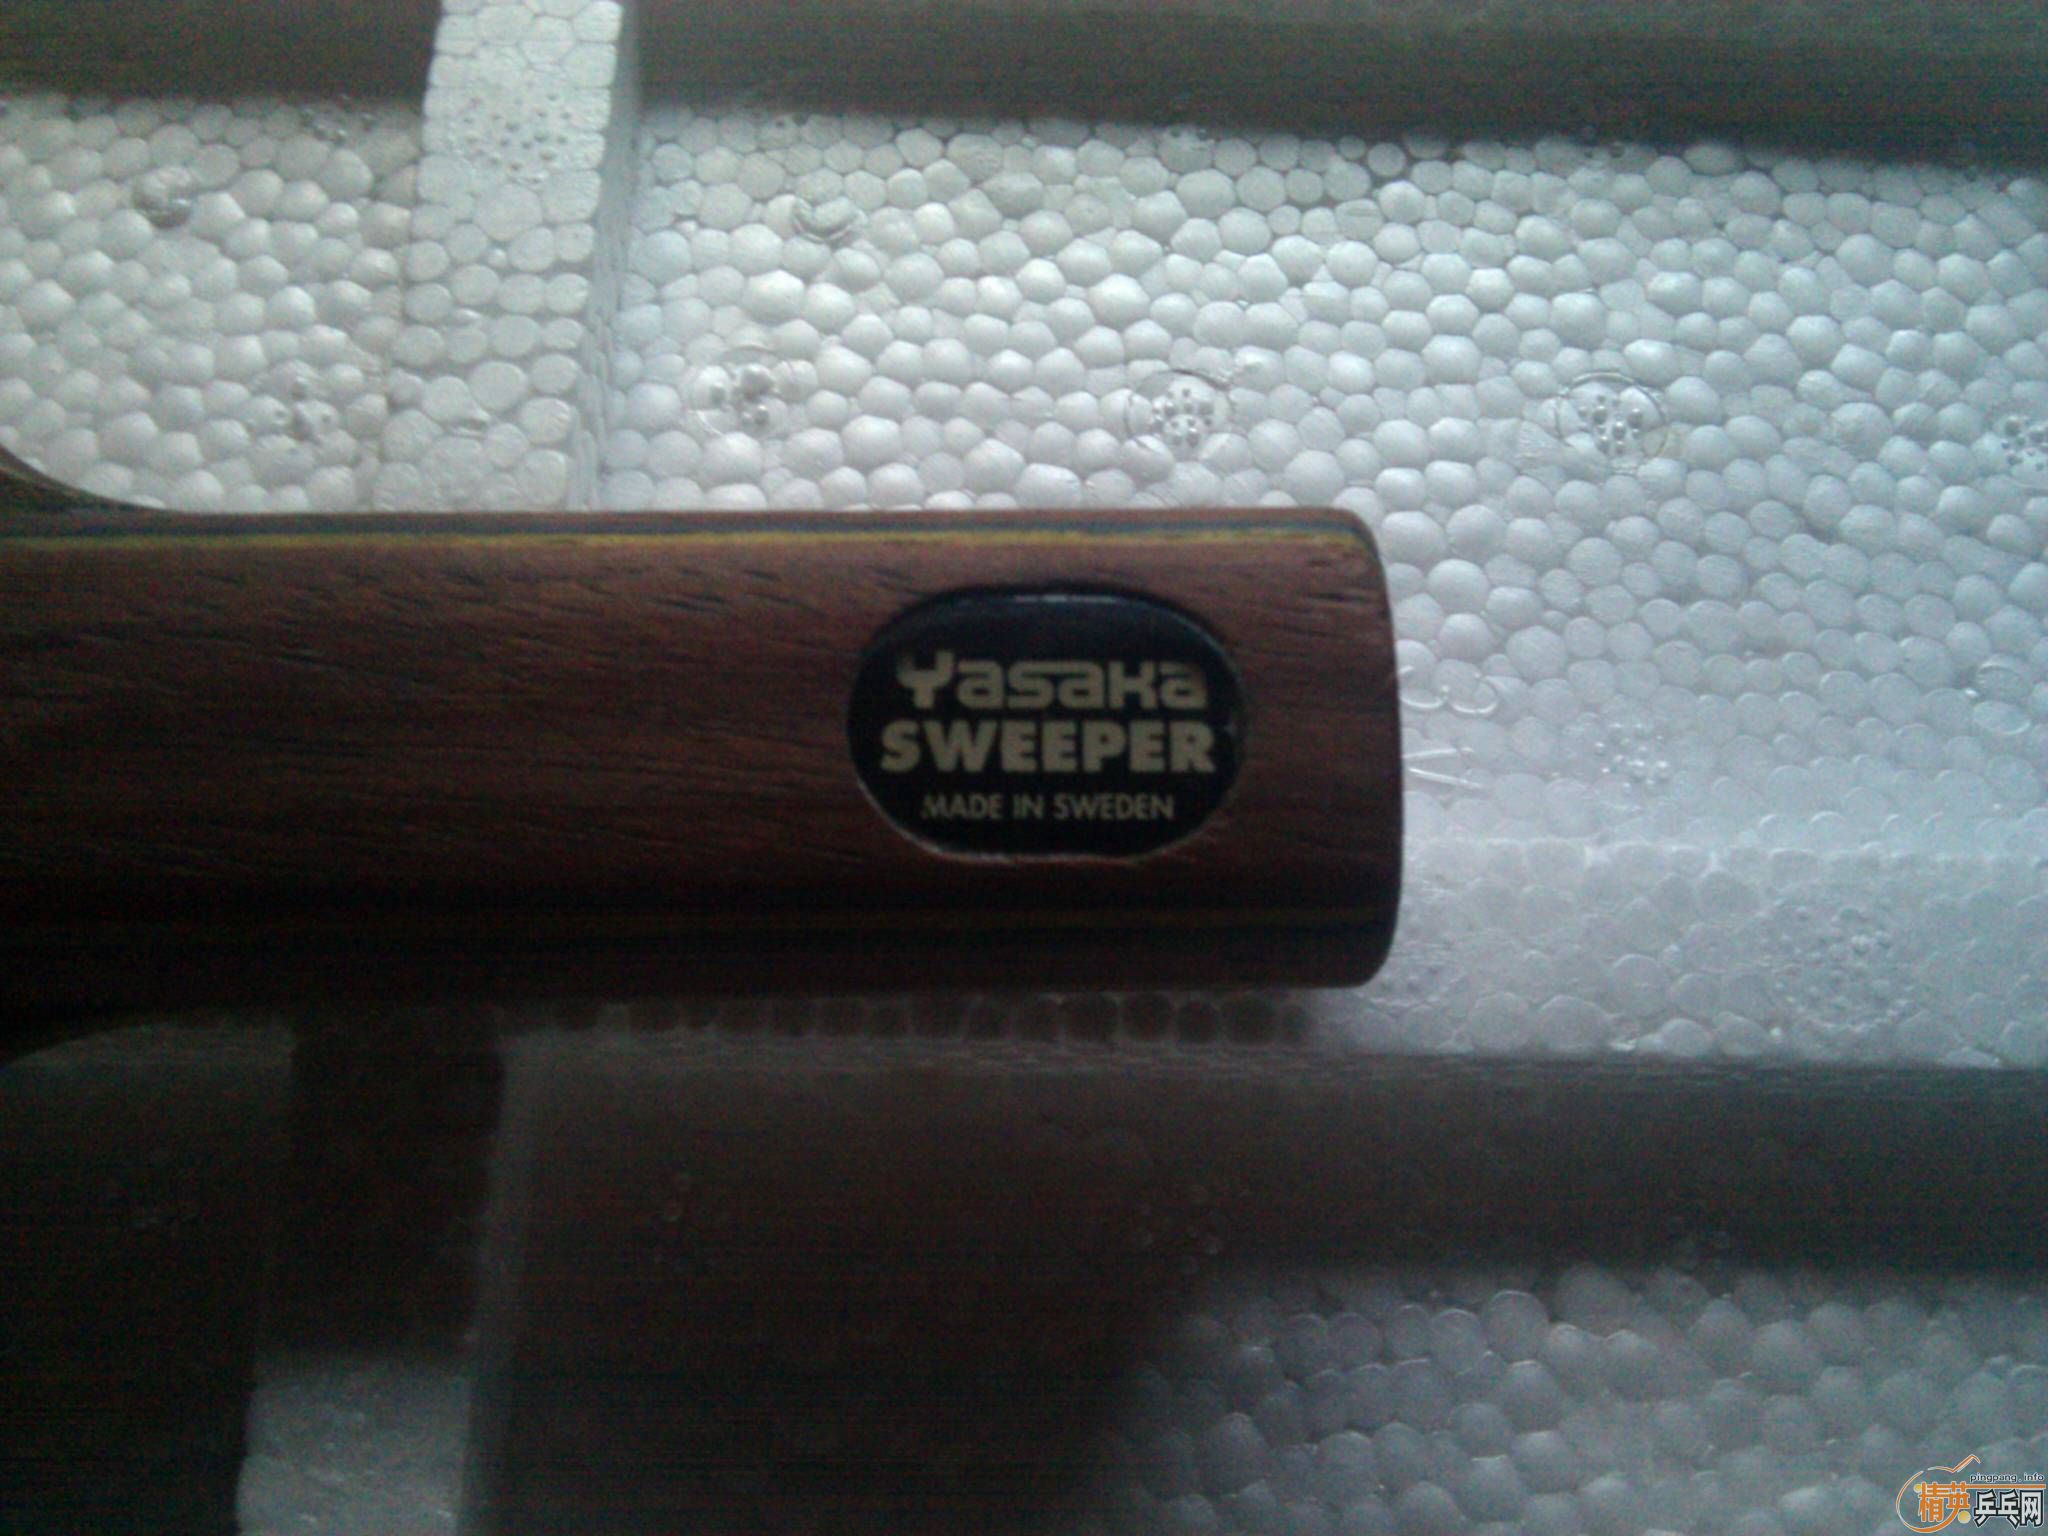 Yasaka
SWEEPER
MADE IN SWEDEN
pingpang.info
精英乒乓网